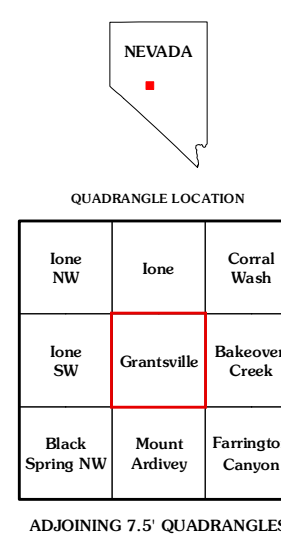 NEVADA
QUADRANGLE LOCATION
Ione
NW
Ione
Corral
Wash
Ione
SW
Grantsville
Bakeover
Creek
Black
Spring NW
Mount
Ardivey
Farringto
Canyon
ADJOINING 7.5' QUADRANGLES